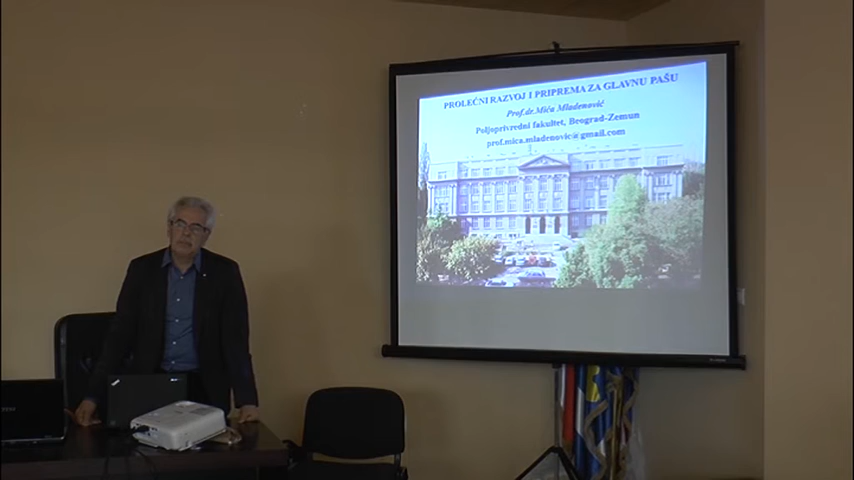 PROLEĆNI RAZVOJ I PRIPREMA ZA GLAVNU PAŠU
Prof.dr.Mića Mladenović
Poljoprivredni fakultet, Beograd-Zemun
prof.mica.mladenovic@gmail.com